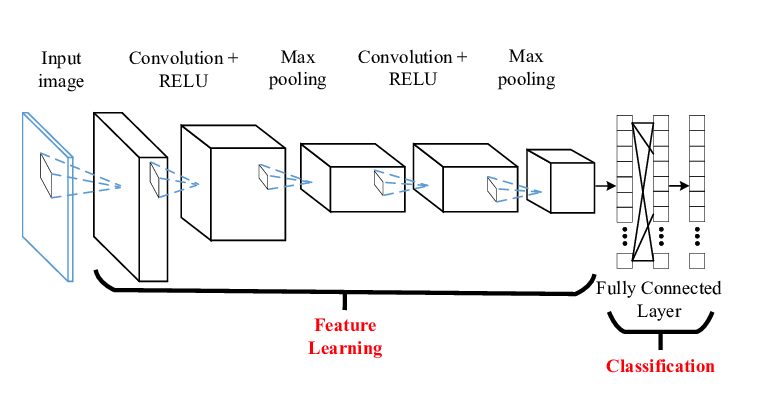 Input
image
Convolution +
RELU
Max
pooling
Convolution +
RELU
Max
pooling
Fully Connected
Layer
Feature
Learning
Classification